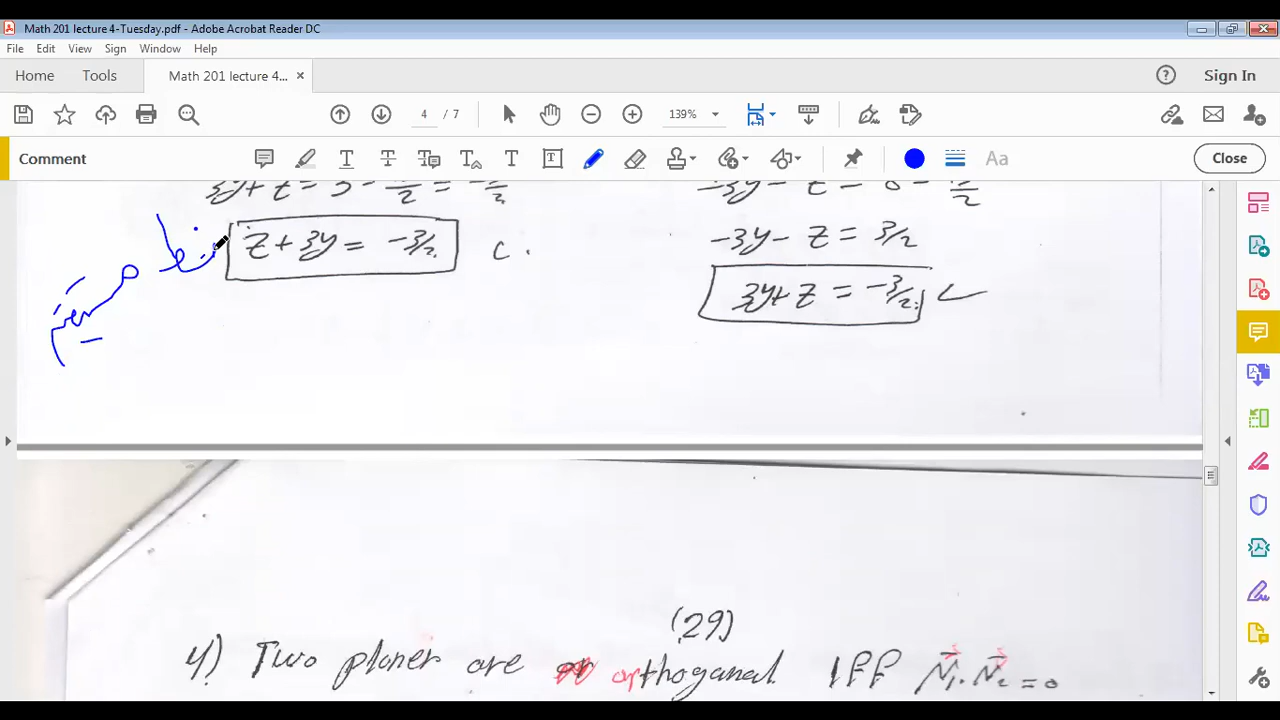 Math 201 lecture 4-Tuesday.pdf - Adobe Acrobat Reader DC
File Edit View Sign Window Help
Home Tools Math 201 lecture 4... × Sign In
4 / 7 139%
Comment Close
z + 3y = -3/2.
-3y - z = 3/2
3y + z = -3/2.
(29)
4) Two planer are orthoganal IFF N₁. N₂ = 0